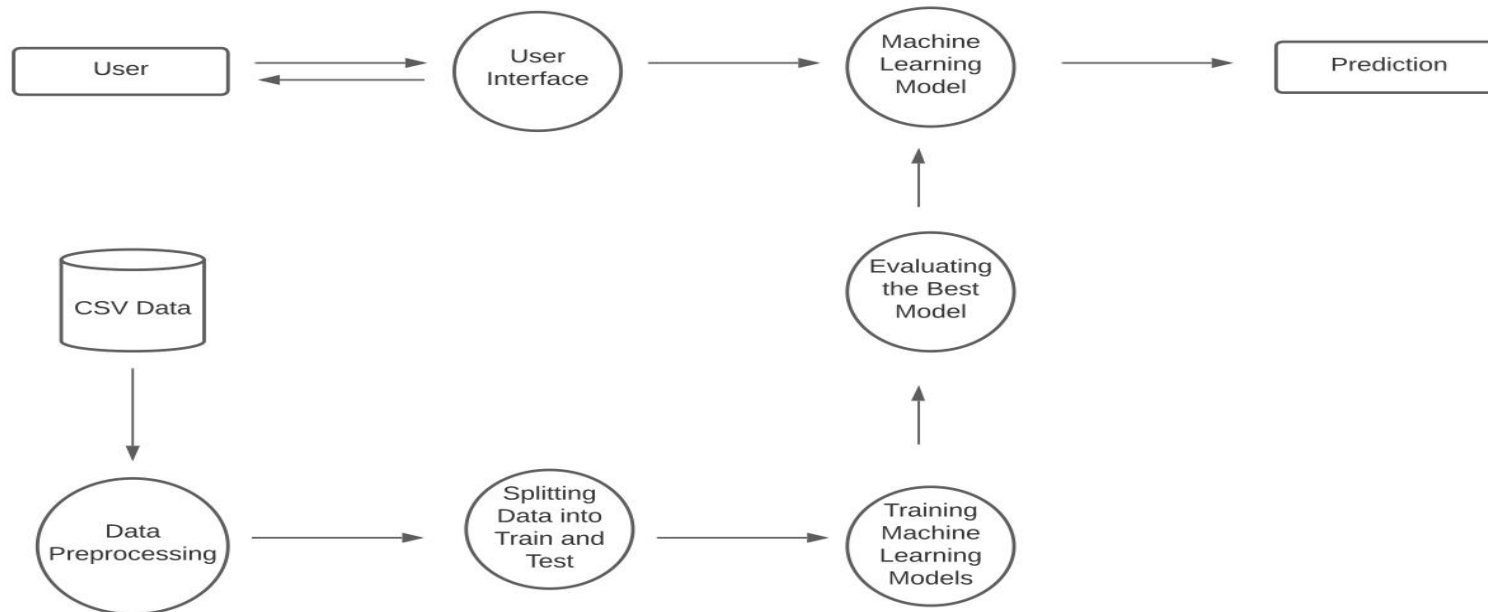 User
User
Interface
Machine
Learning
Model
Prediction
CSV Data
Evaluating
the Best
Model
Data
Preprocessing
Splitting
Data into
Train and
Test
Training
Machine
Learning
Models